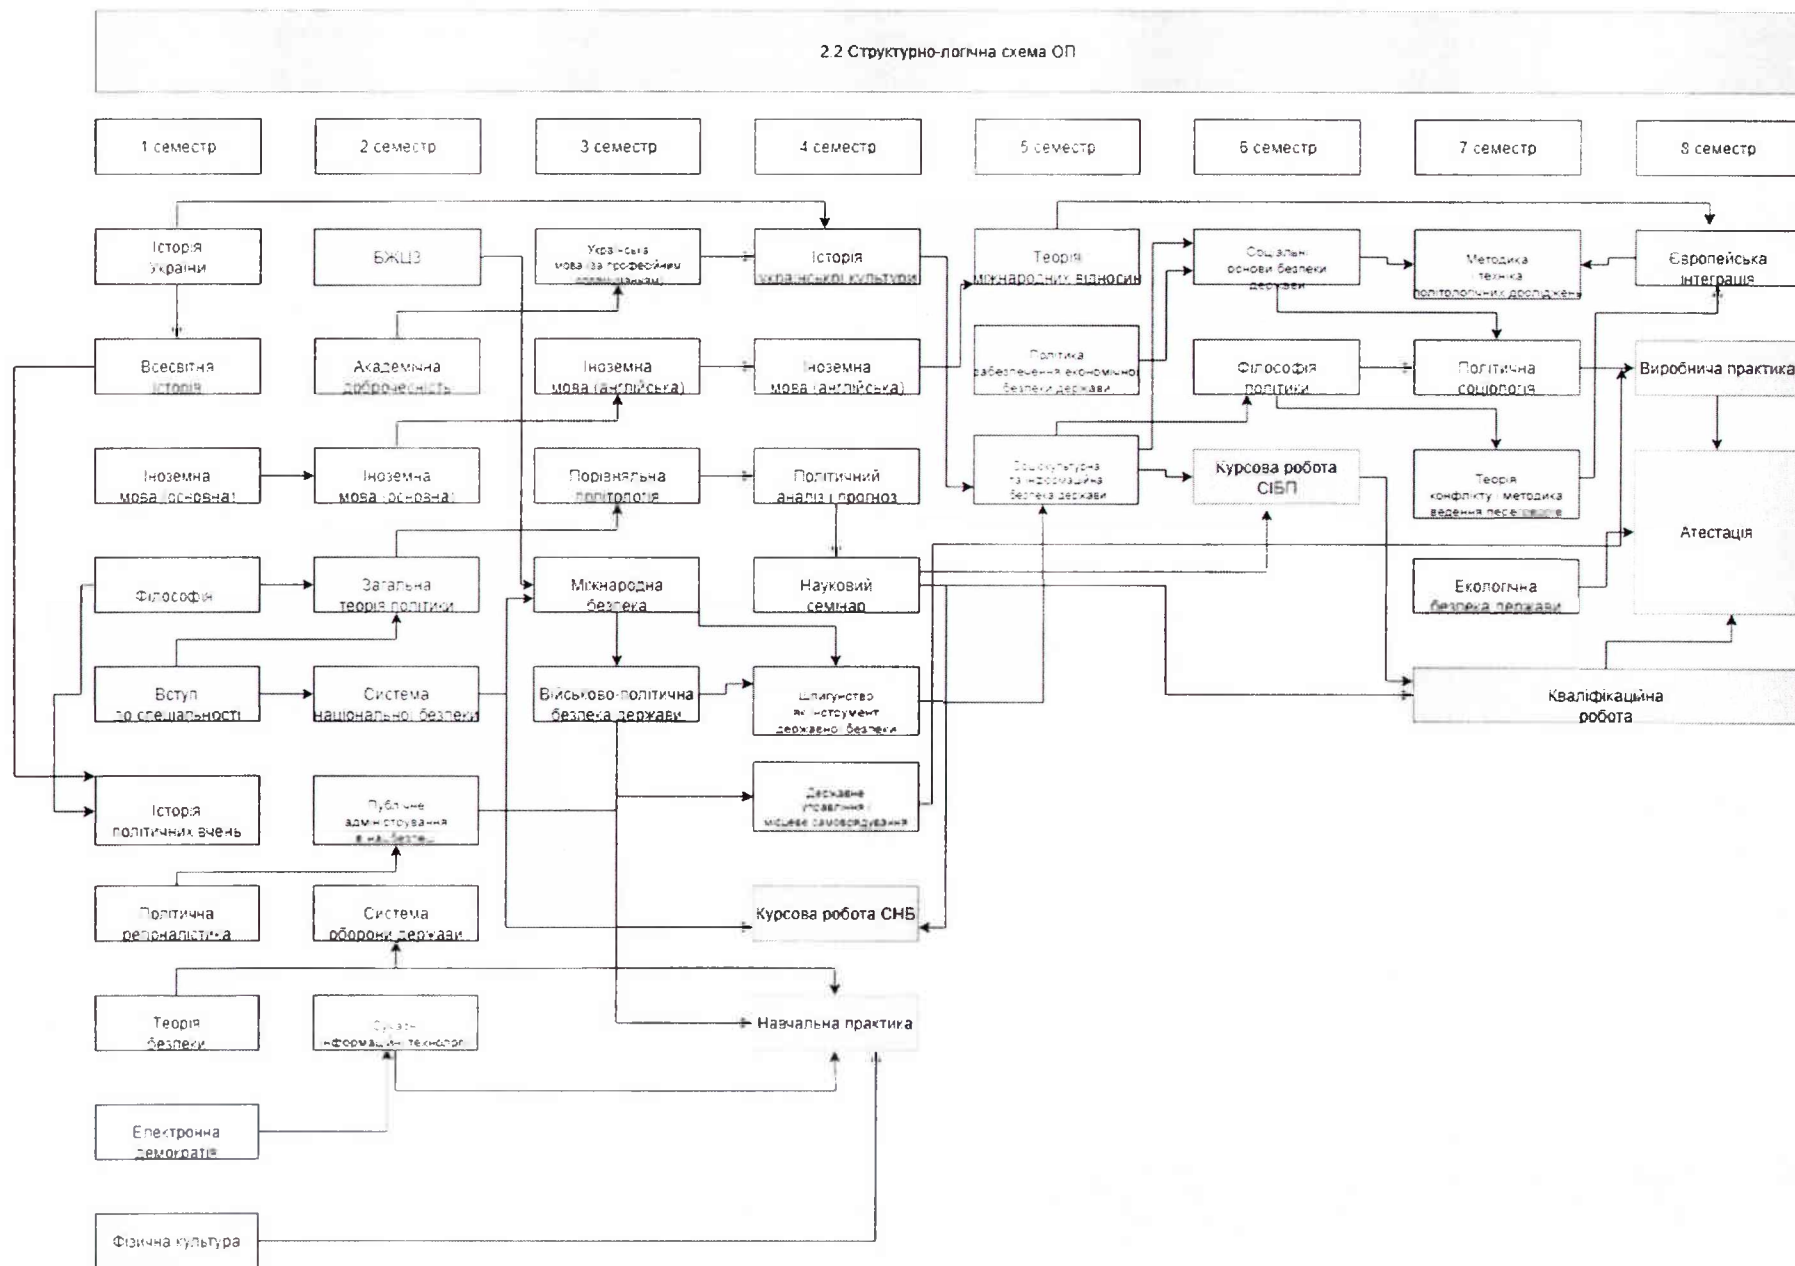 2.2 Структурно-логічна схема ОП
1 семестр
2 семестр
3 семестр
4 семестр
5 семестр
6 семестр
7 семестр
8 семестр
Історія
України
БЖЦЗ
Українська
мова (за професійним
спрямуванням)
Історія
української культури
Теорія
міжнародних відносин
Соціальні
основи безпеки
держави
Методика
і техніка
політологічних досліджень
Європейська
інтеграція
Всесвітня
історія
Академічна
доброчесність
Іноземна
мова (англійська)
Іноземна
мова (англійська)
Політика
забезпечення економічної
безпеки держави
Філософія
політики
Політична
соціологія
Виробнича практика
Іноземна
мова (основна)
Іноземна
мова (основна)
Порівняльна
політологія
Політичний
аналіз і прогноз
Соціокультурна
та інформаційна
безпека держави
Курсова робота
СІБП
Теорія
конфлікту і методика
ведення переговорів
Атестація
Філософія
Загальна
теорія політики
Міжнародна
безпека
Науковий
семінар
Екологічна
безпека держави
Вступ
до спеціальності
Система
національної безпеки
Військово-політична
безпека держави
Шпигунство
як інструмент
державної безпеки
Кваліфікаційна
робота
Історія
політичних вчень
Публічне
адміністрування
в нац.безпеці
Державне
управління і
місцеве самоврядування
Політична
регіоналістика
Система
оборони держави
Курсова робота СНБ
Теорія
безпеки
Сучасні
інформаційні технології
Навчальна практика
Електронна
демократія
Фізична культура